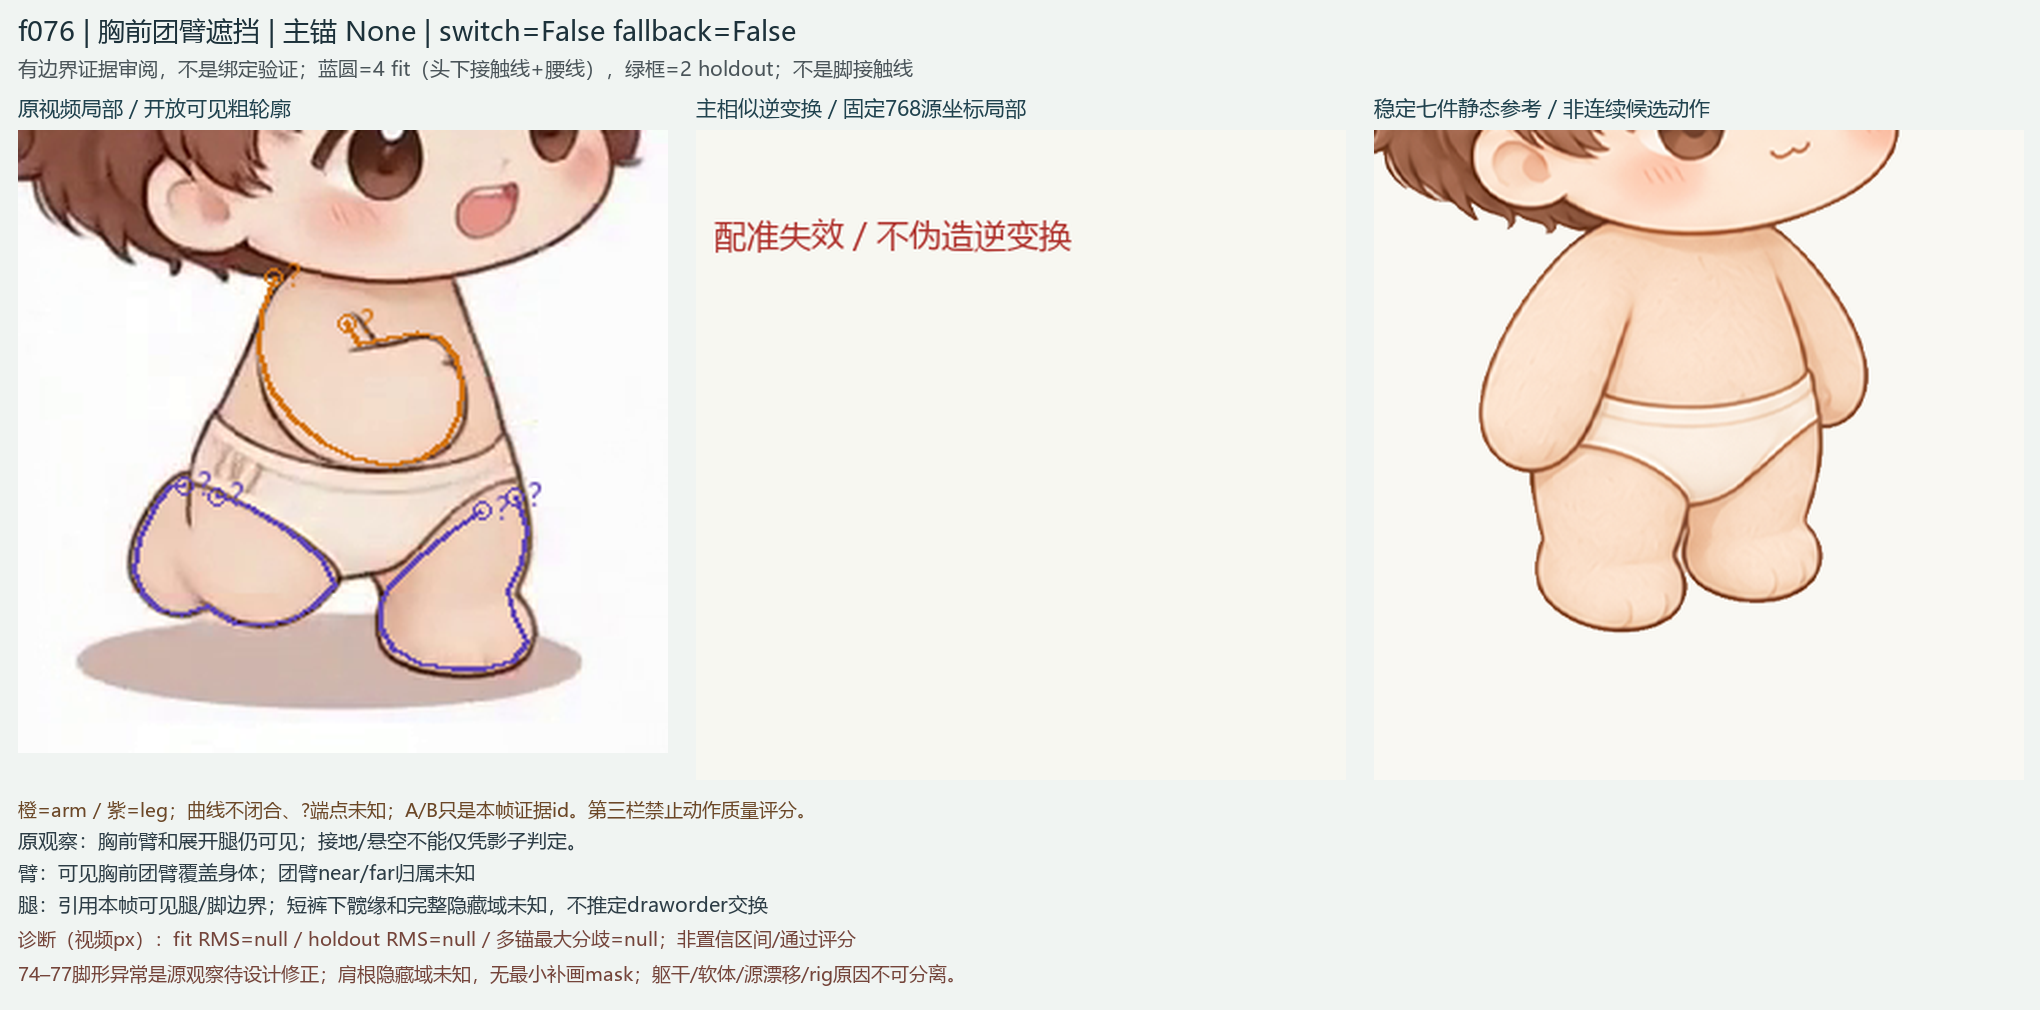 f076 | 胸前团臂遮挡 | 主锚 None | switch=False fallback=False
有边界证据审阅，不是绑定验证；蓝圆=4 fit（头下接触线+腰线），绿框=2 holdout；不是脚接触线
原视频局部 / 开放可见粗轮廓
主相似逆变换 / 固定768源坐标局部
稳定七件静态参考 / 非连续候选动作
配准失效 / 不伪造逆变换
?
?
? ?
? ?
橙=arm / 紫=leg；曲线不闭合、?端点未知；A/B只是本帧证据id。第三栏禁止动作质量评分。
原观察：胸前臂和展开腿仍可见；接地/悬空不能仅凭影子判定。
臂：可见胸前团臂覆盖身体；团臂near/far归属未知
腿：引用本帧可见腿/脚边界；短裤下髋缘和完整隐藏域未知，不推定draworder交换
诊断（视频px）：fit RMS=null / holdout RMS=null / 多锚最大分歧=null；非置信区间/通过评分
74–77脚形异常是源观察待设计修正；肩根隐藏域未知，无最小补画mask；躯干/软体/源漂移/rig原因不可分离。